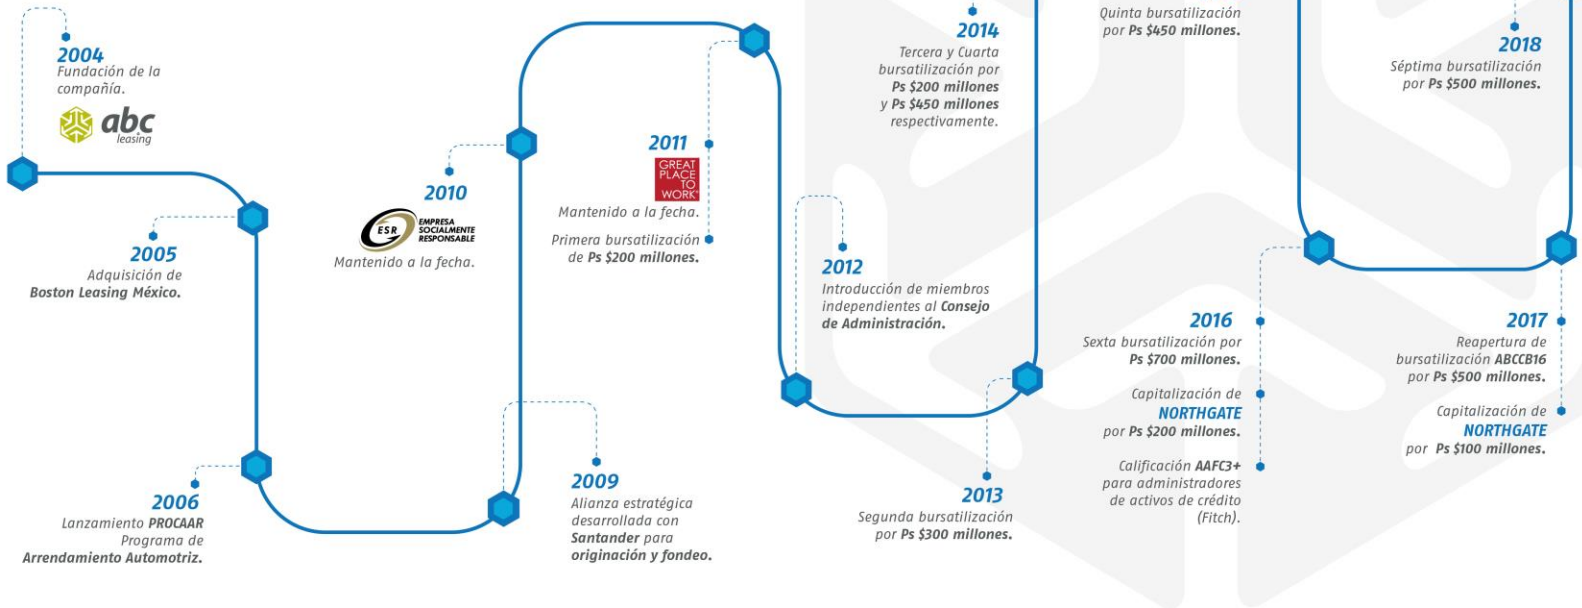 2004
Fundación de la
compañía.
abc
leasing
2005
Adquisición de
Boston Leasing México.
2006
Lanzamiento PROCAAR
Programa de
Arrendamiento Automotriz.
2009
Alianza estratégica
desarrollada con
Santander para
originación y fondeo.
2010
ESR
EMPRESA
SOCIALMENTE
RESPONSABLE
Mantenido a la fecha.
2011
GREAT
PLACE
TO
WORK®
Mantenido a la fecha.
Primera bursatilización
de Ps $200 millones.
2012
Introducción de miembros
independientes al Consejo
de Administración.
2013
Segunda bursatilización
por Ps $300 millones.
2014
Tercera y Cuarta
bursatilización por
Ps $200 millones
y Ps $450 millones
respectivamente.
Quinta bursatilización
por Ps $450 millones.
2016
Sexta bursatilización por
Ps $700 millones.
Capitalización de
NORTHGATE
por Ps $200 millones.
Calificación AAFC3+
para administradores
de activos de crédito
(Fitch).
2017
Reapertura de
bursatilización ABCCB16
por Ps $500 millones.
Capitalización de
NORTHGATE
por Ps $100 millones.
2018
Séptima bursatilización
por Ps $500 millones.